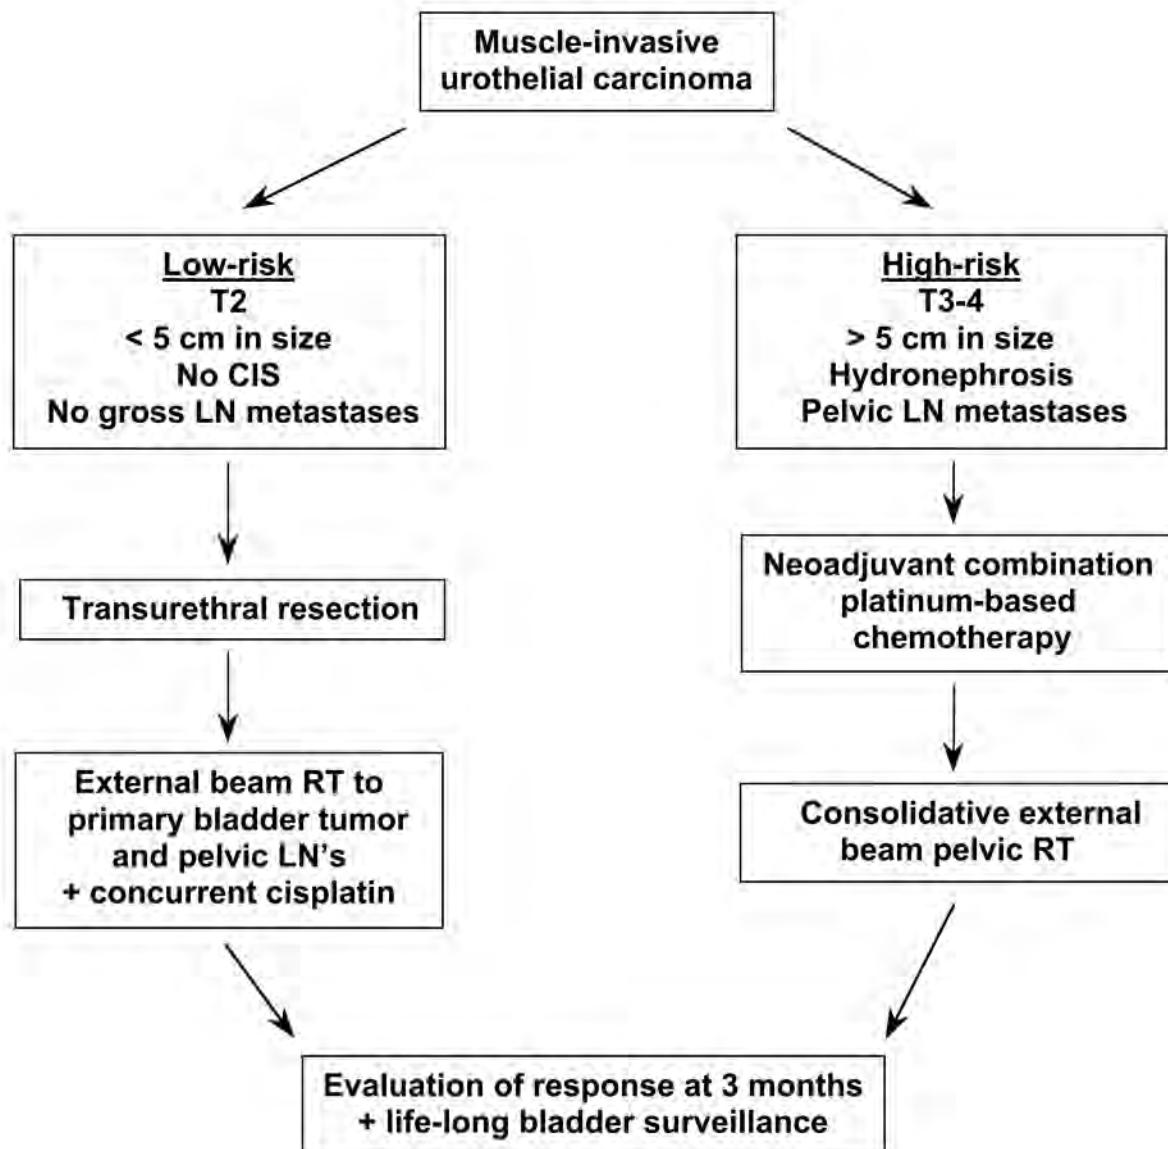 Muscle-invasive
urothelial carcinoma
Low-risk
T2
< 5 cm in size
No CIS
No gross LN metastases
High-risk
T3-4
> 5 cm in size
Hydronephrosis
Pelvic LN metastases
Transurethral resection
Neoadjuvant combination
platinum-based
chemotherapy
External beam RT to
primary bladder tumor
and pelvic LN's
+ concurrent cisplatin
Consolidative external
beam pelvic RT
Evaluation of response at 3 months
+ life-long bladder surveillance